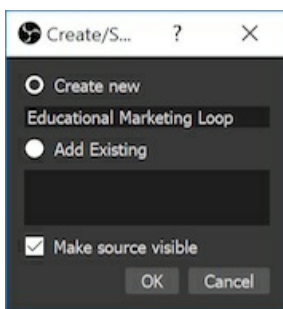 Create/S... ?
Create new
Educational Marketing Loop
Add Existing
Make source visible
OK Cancel